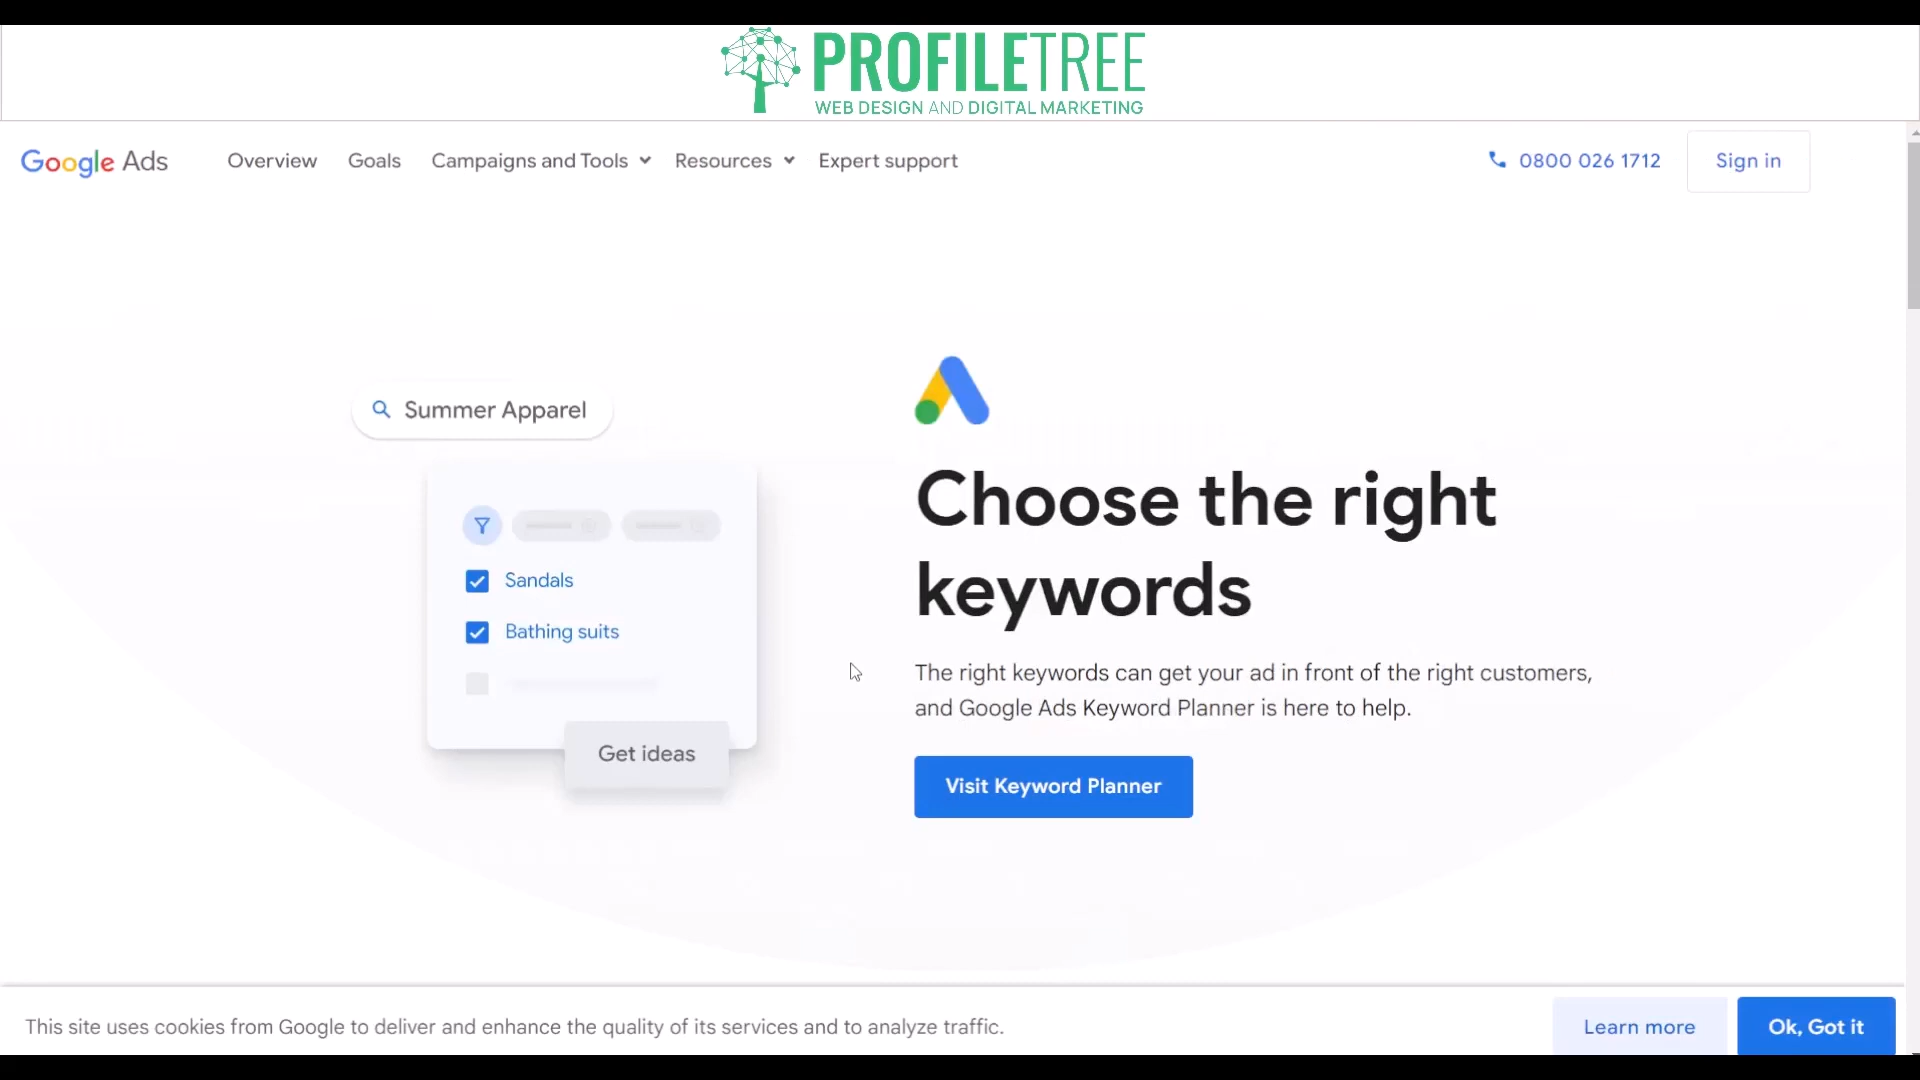 PROFILETREE
WEB DESIGN AND DIGITAL MARKETING
Google Ads
Overview
Goals
Campaigns and Tools
Resources
Expert support
0800 026 1712
Sign in
Summer Apparel
Sandals
Bathing suits
Get ideas
Choose the right
keywords
The right keywords can get your ad in front of the right customers,
and Google Ads Keyword Planner is here to help.
Visit Keyword Planner
This site uses cookies from Google to deliver and enhance the quality of its services and to analyze traffic.
Learn more
Ok, Got it